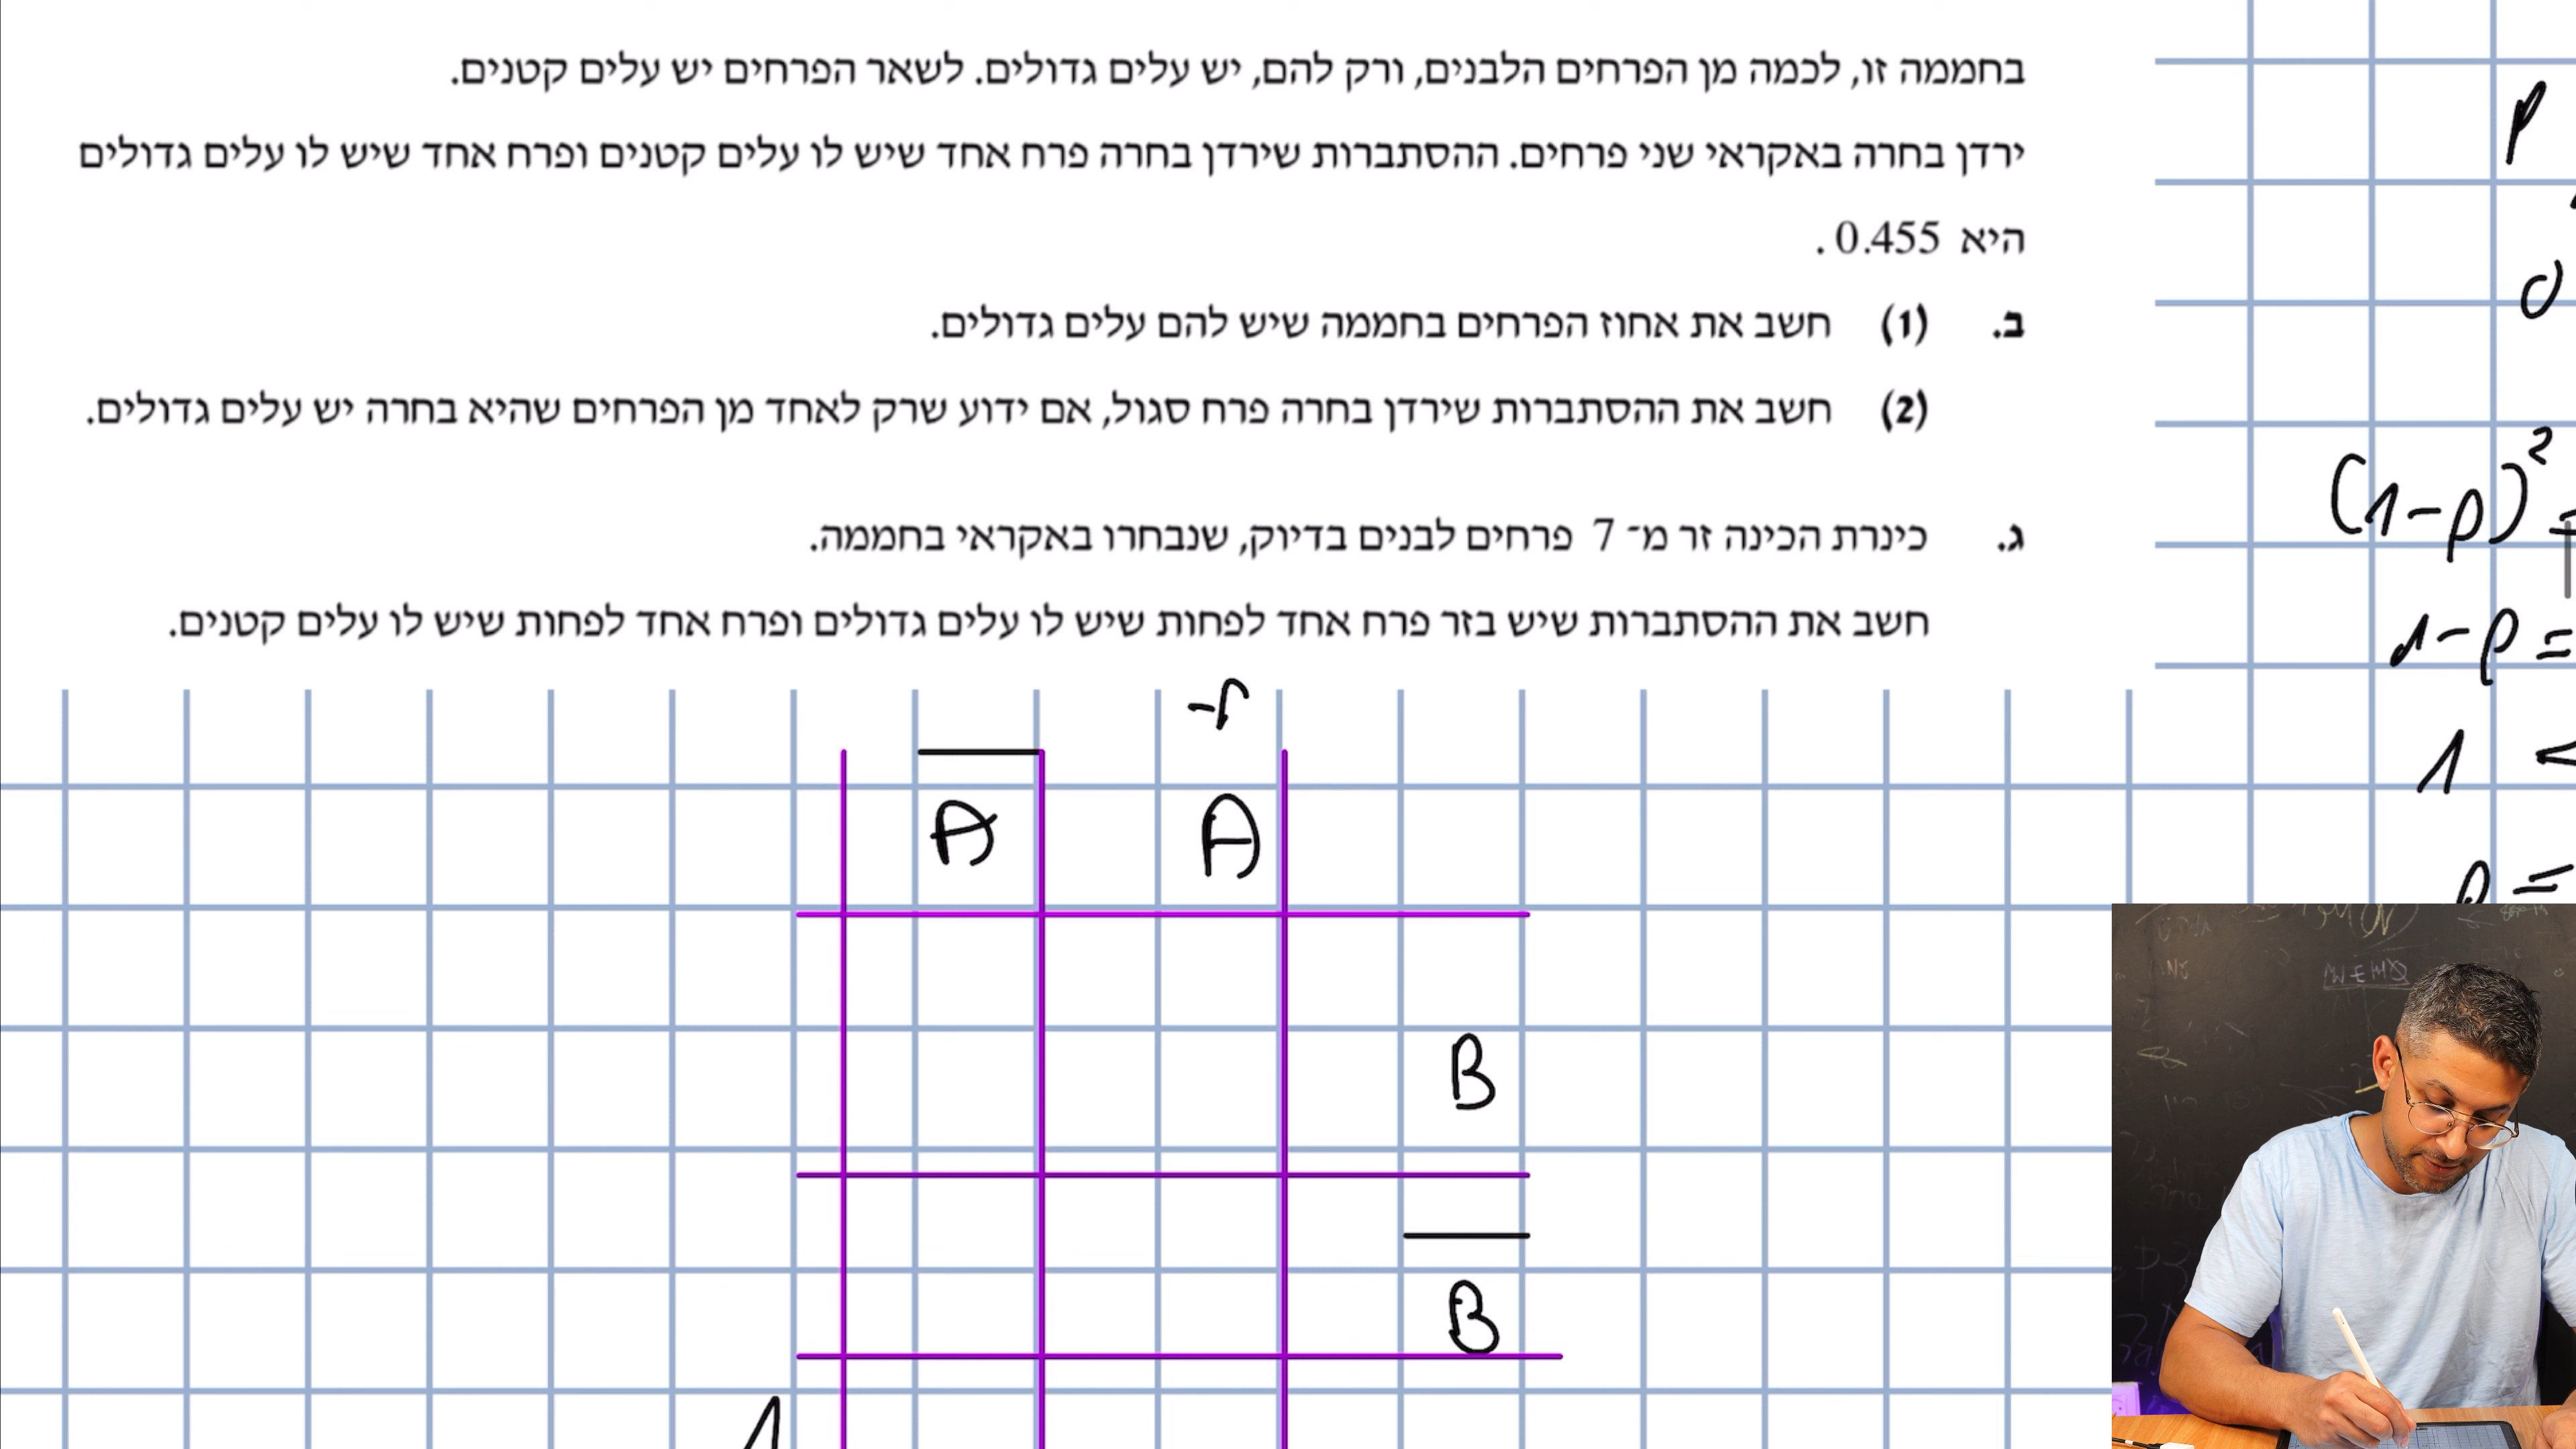 בחממה זו, לכמה מן הפרחים הלבנים, ורק להם, יש עלים גדולים. לשאר הפרחים יש עלים קטנים.
ירדן בחרה באקראי שני פרחים. ההסתברות שירדן בחרה פרח אחד שיש לו עלים קטנים ופרח אחד שיש לו עלים גדולים
היא 0.455 .
ב. (1) חשב את אחוז הפרחים בחממה שיש להם עלים גדולים.
(2) חשב את ההסתברות שירדן בחרה פרח סגול, אם ידוע שרק לאחד מן הפרחים שהיא בחרה יש עלים גדולים.
ג. כינרת הכינה זר מ־ 7 פרחים לבנים בדיוק, שנבחרו באקראי בחממה.
חשב את ההסתברות שיש בזר פרח אחד לפחות שיש לו עלים גדולים ופרח אחד לפחות שיש לו עלים קטנים.
A̅ A
B
B̅
1
P
0
(1-p)²
1-p=
1
p=